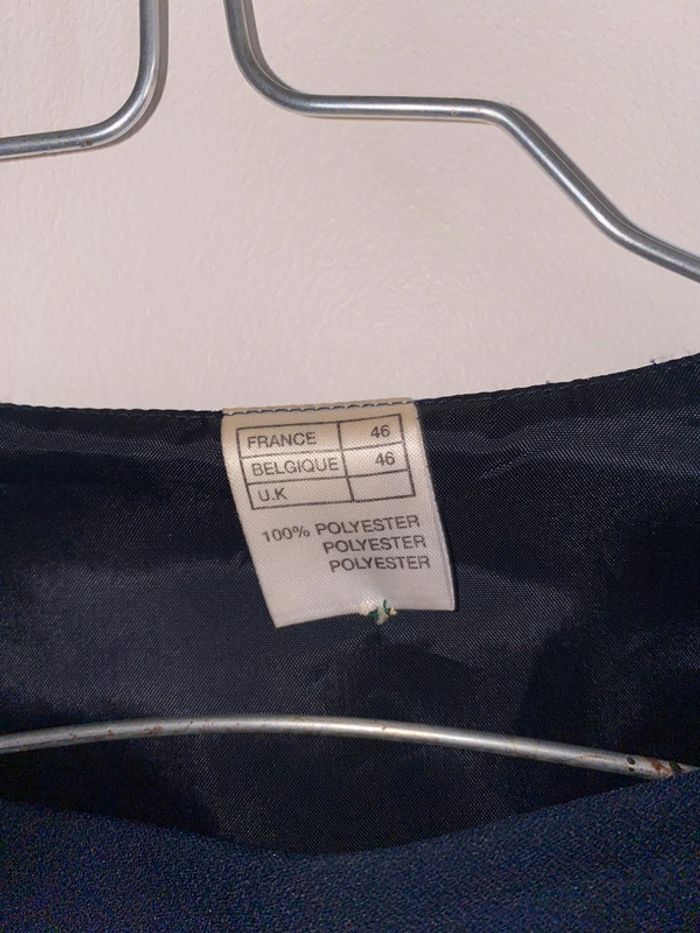 FRANCE 46
BELGIQUE 46
U.K
100% POLYESTER
POLYESTER
POLYESTER